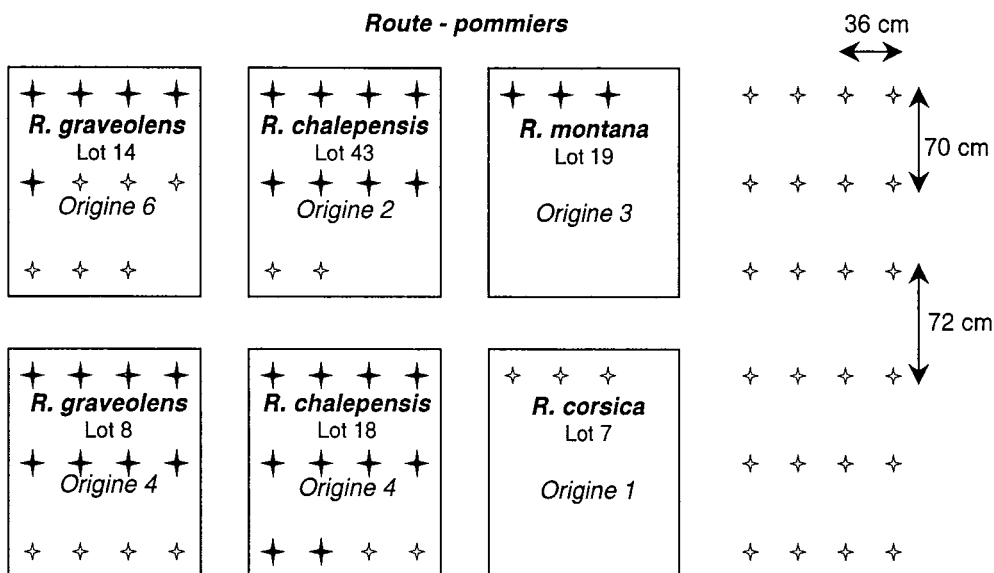 Route - pommiers
36 cm
R. graveolens
Lot 14
Origine 6
R. chalepensis
Lot 43
Origine 2
R. montana
Lot 19
Origine 3
70 cm
72 cm
R. graveolens
Lot 8
Origine 4
R. chalepensis
Lot 18
Origine 4
R. corsica
Lot 7
Origine 1